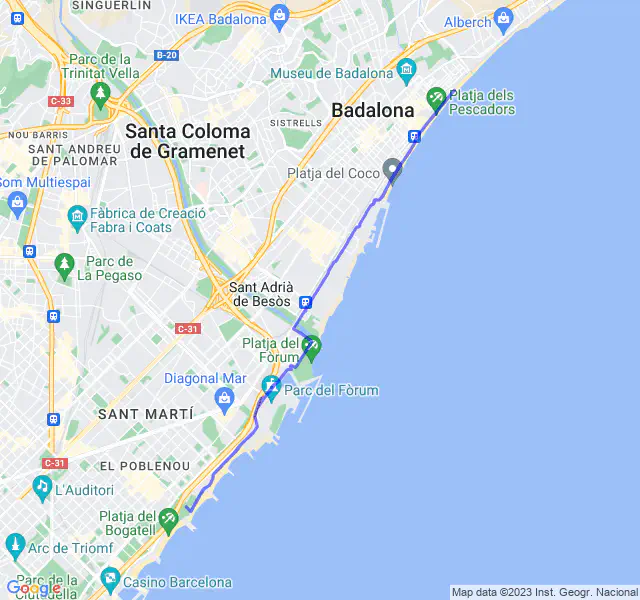 SINGUERLIN
IKEA Badalona
Alberch
Parc de la
Trinitat Vella
B-20
Museu de Badalona
C-33
Platja dels
Pescadors
Badalona
NOU BARRIS
SISTRELLS
Santa Coloma
de Gramenet
SANT ANDREU
DE PALOMAR
Platja del Coco
Som Multiespai
Fàbrica de Creació
Fabra i Coats
Parc de
La Pegaso
Sant Adrià
de Besòs
C-31
Platja del
Fòrum
Diagonal Mar
Parc del Fòrum
SANT MARTÍ
C-31
EL POBLENOU
L'Auditori
Platja del
Bogatell
Arc de Triomf
Parc de la
Ciutadella
Casino Barcelona
Google
Map data ©2023 Inst. Geogr. Nacional